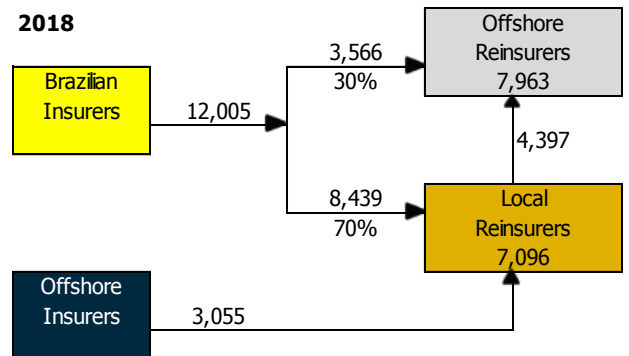 2018
Brazilian
Insurers
12,005
3,566
30%
Offshore
Reinsurers
7,963
4,397
8,439
70%
Local
Reinsurers
7,096
Offshore
Insurers
3,055